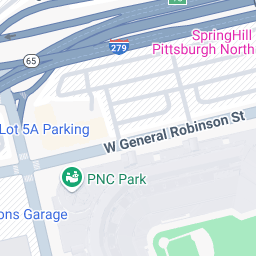 SpringHill
Pittsburgh North
279
65
Lot 5A Parking
W General Robinson St
PNC Park
ons Garage